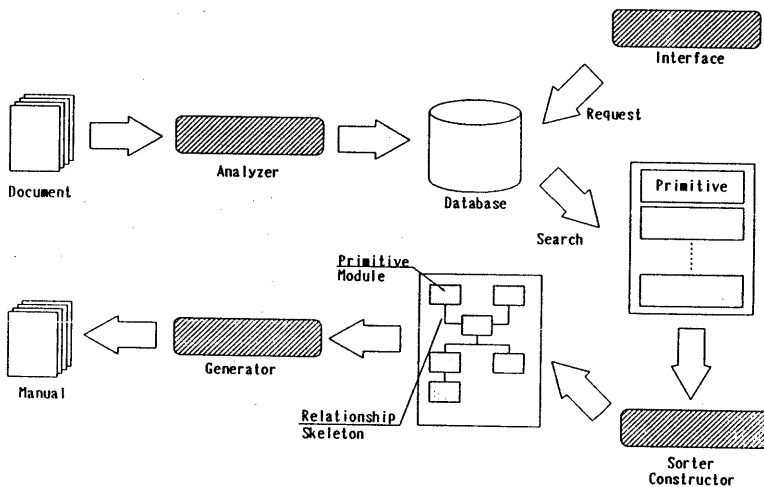 Interface
Request
Document
Analyzer
Database
Primitive
Search
Primitive
Module
Manual
Generator
Relationship
Skeleton
Sorter
Constructor